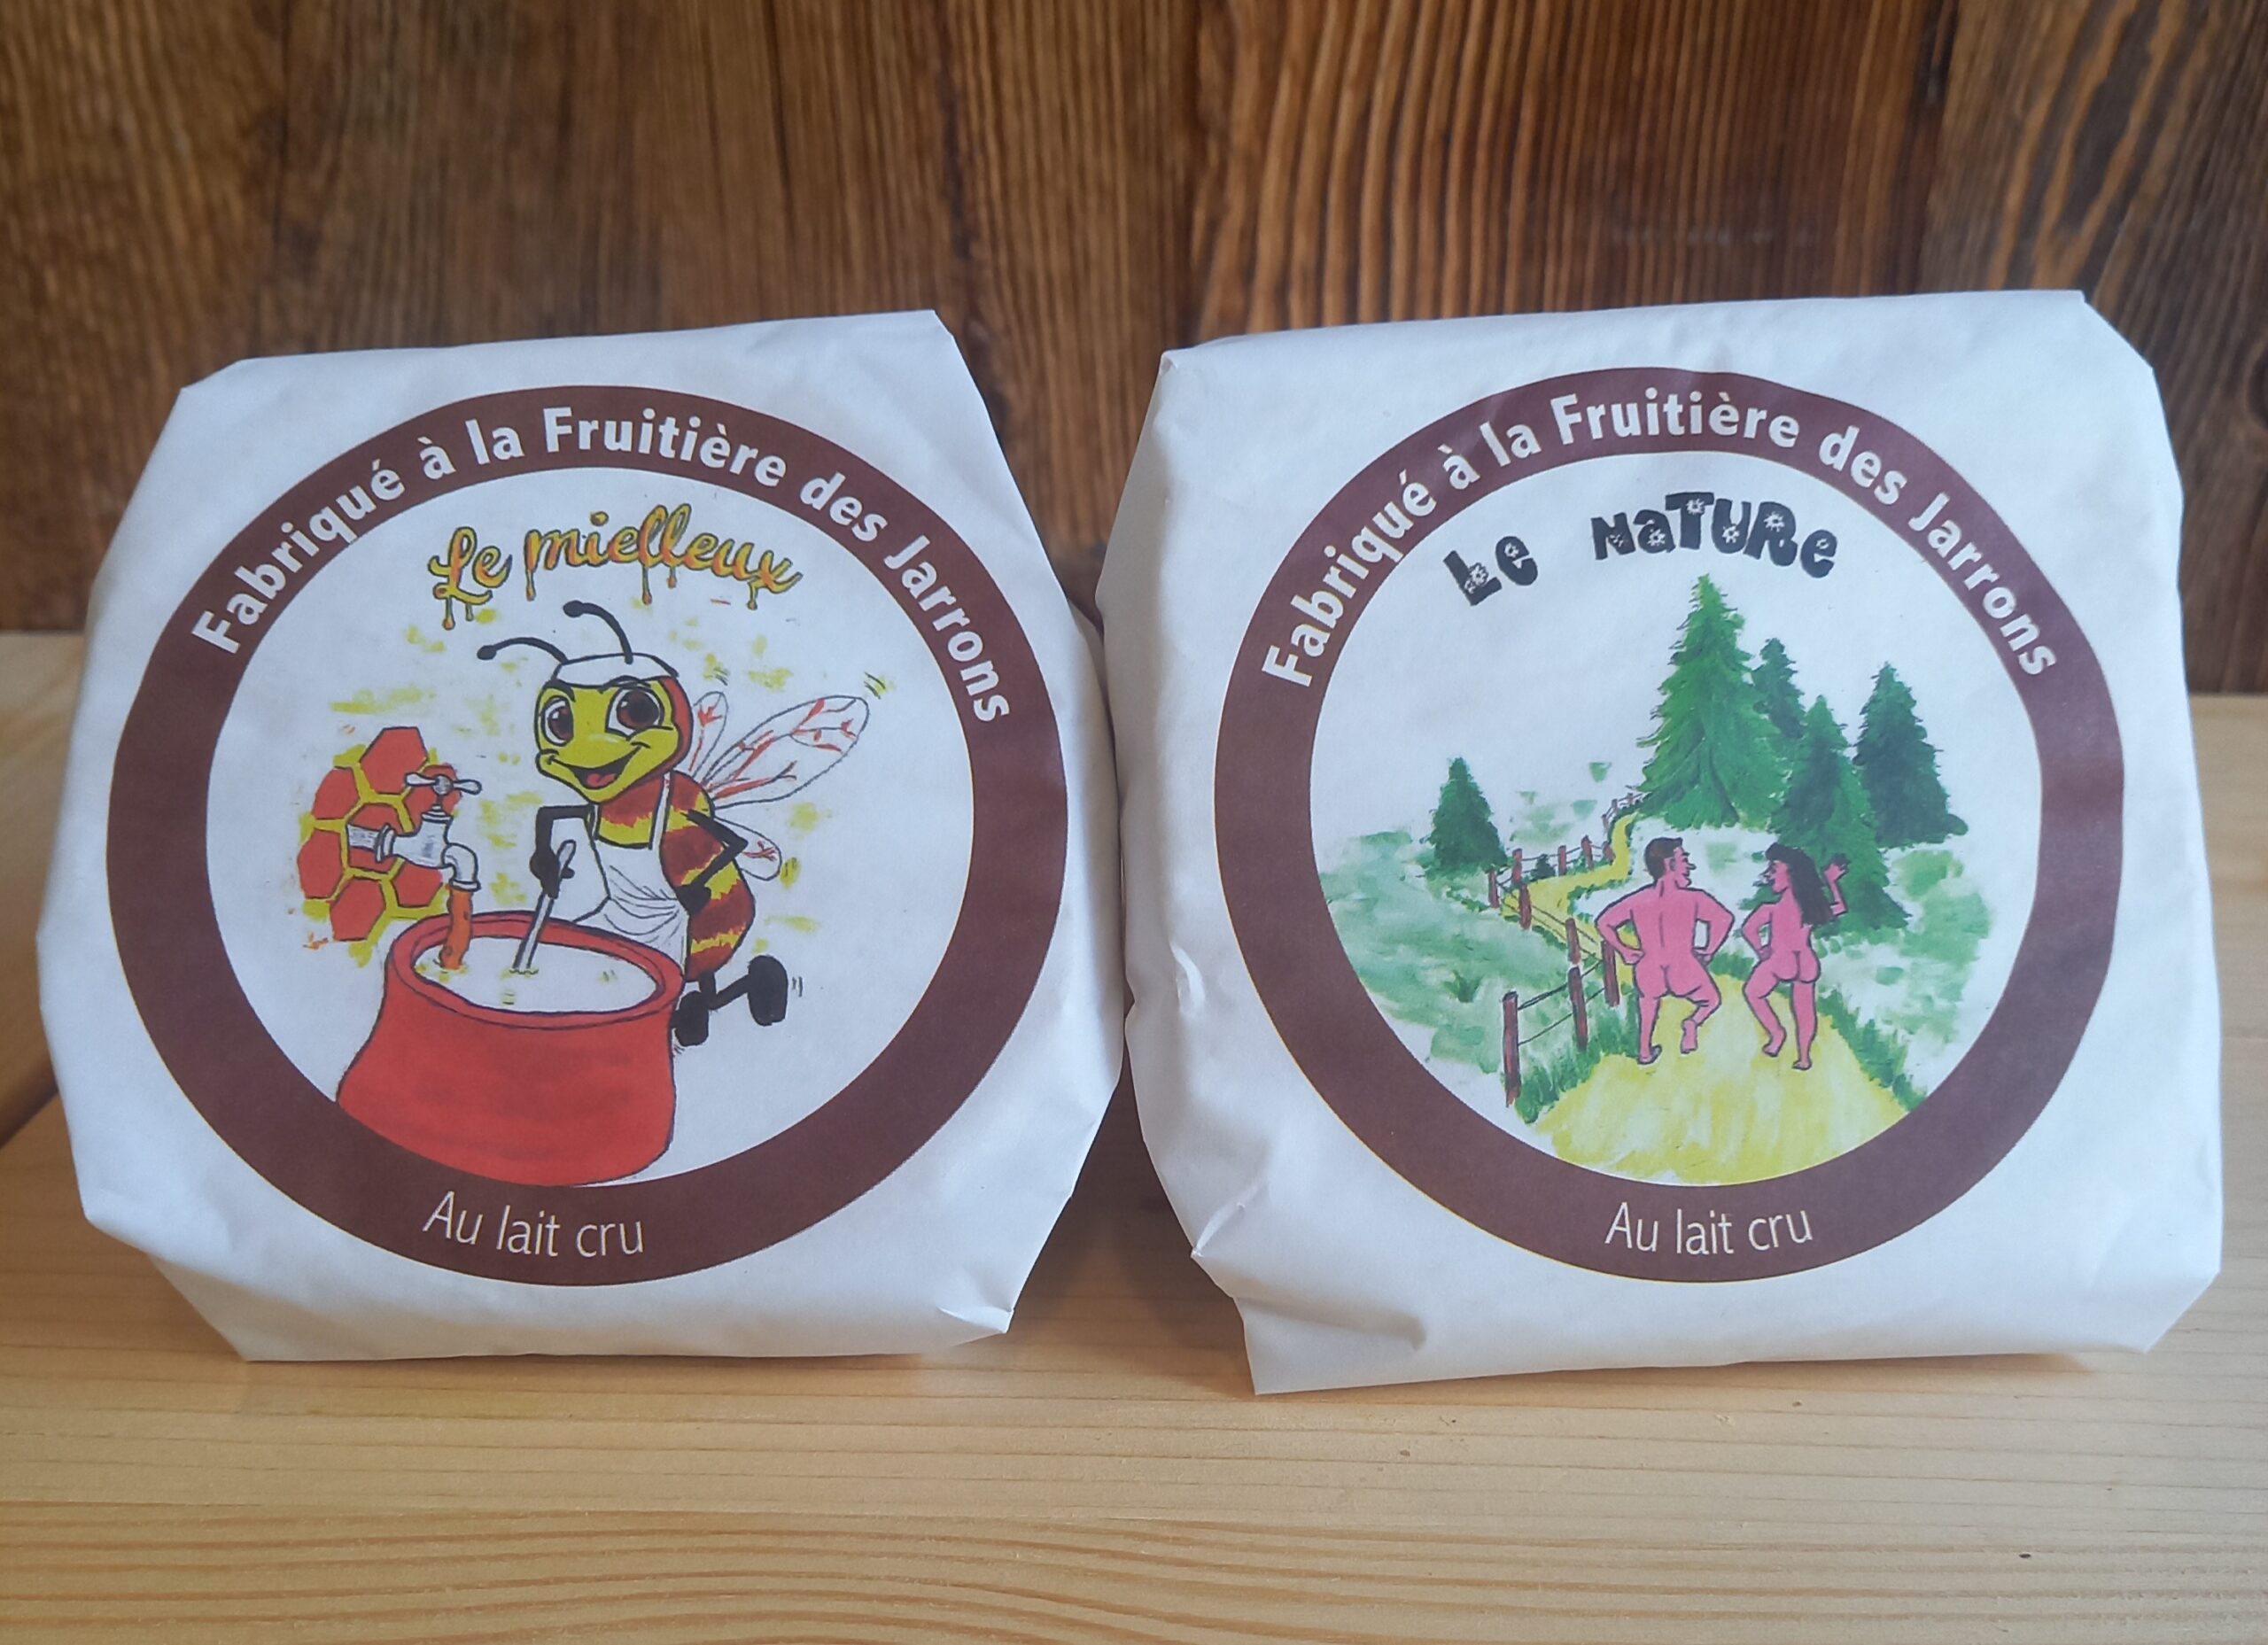 Fabriqué à la Fruitière des Jarrons
Le mielleux
Au lait cru
Fabriqué à la Fruitière des Jarrons
Le NaTURe
Au lait cru